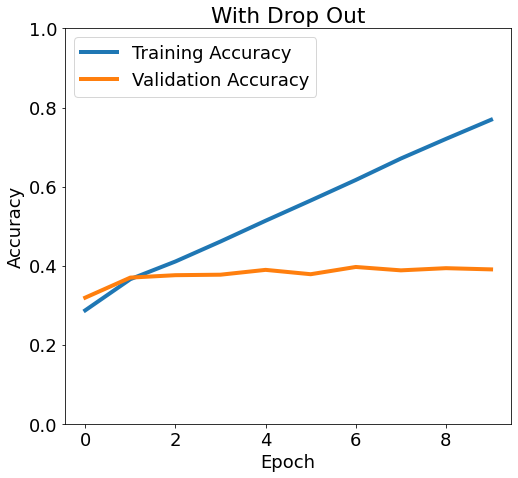 With Drop Out
1.0
Training Accuracy
Validation Accuracy
0.8
0.6
Accuracy
0.4
0.2
0.0
0 2 4 6 8
Epoch